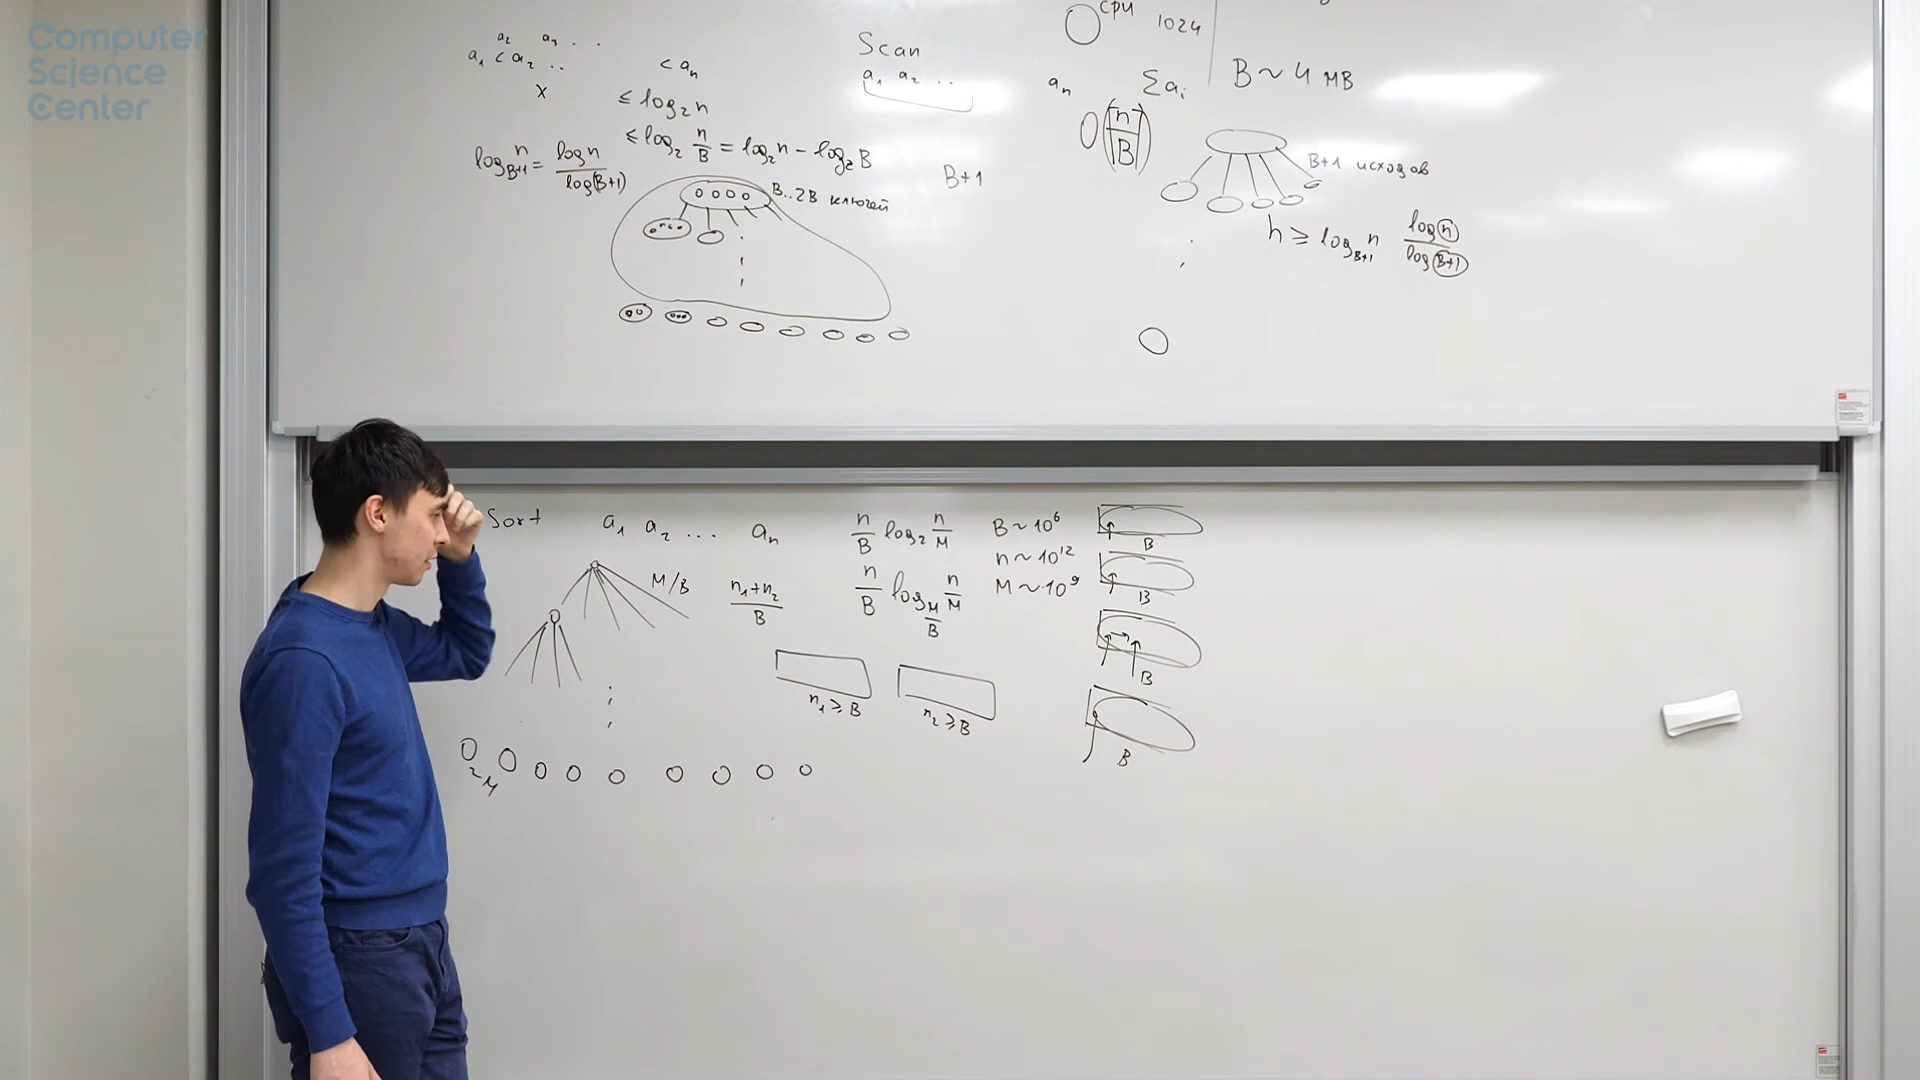 Computer
Science
Center
a₂ a₃ . .
a₁ < a₂ .. < aₙ
x
≤ log₂ n
≤ log₂ n/B = log₂ n − log₂ B
log_{B+1} n = log n / log(B+1)
B..2B ключей
B+1
Scan
a₁ a₂ .. aₙ
Σaᵢ
O(⌈n/B⌉)
CPU 1024
B ~ 4 MB
B+1 исходов
h ≥ log_{B+1} n log n / log(B+1)
Sort a₁ a₂ ... aₙ
M/B
n₁+n₂ / B
n/B log₂ n/M
n/B log_{M/B} n/M
B ~ 10⁶
n ~ 10¹²
M ~ 10⁹
n₁ ≥ B
n₂ ≥ B
~M
B
B
B
B